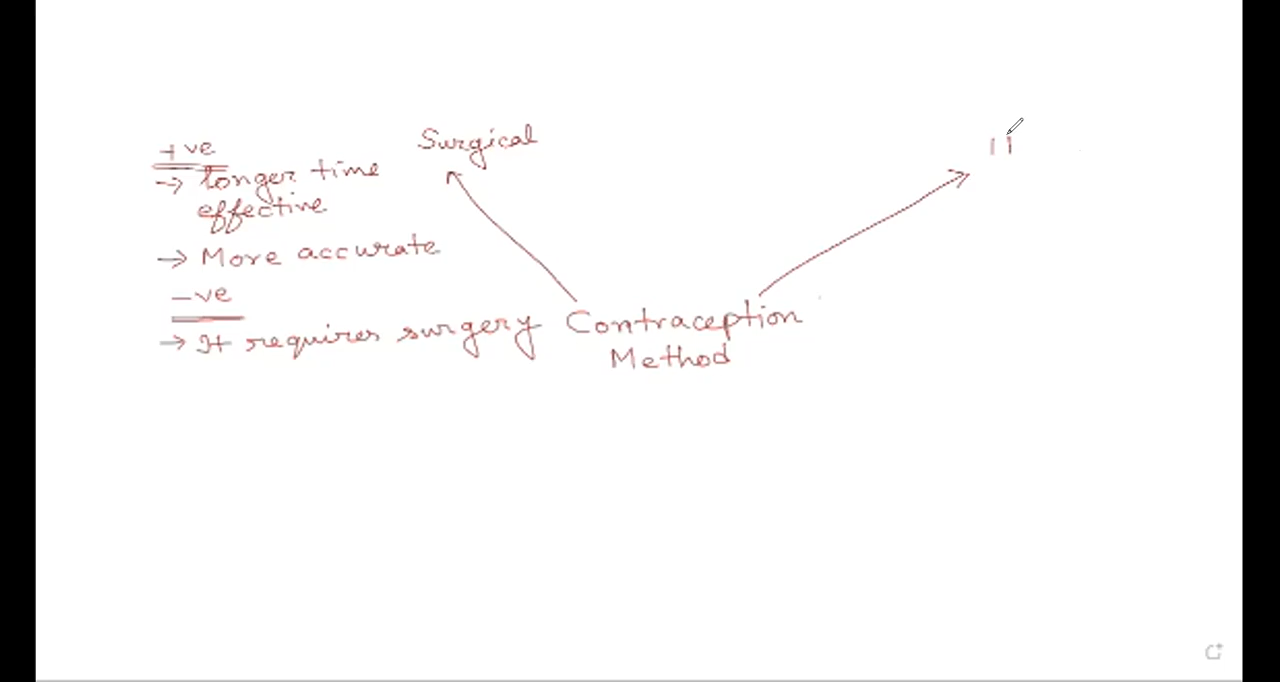 Surgical
+ve
→ Longer time
effective
→ More accurate
-ve
→ It requires surgery
Contraception
Method